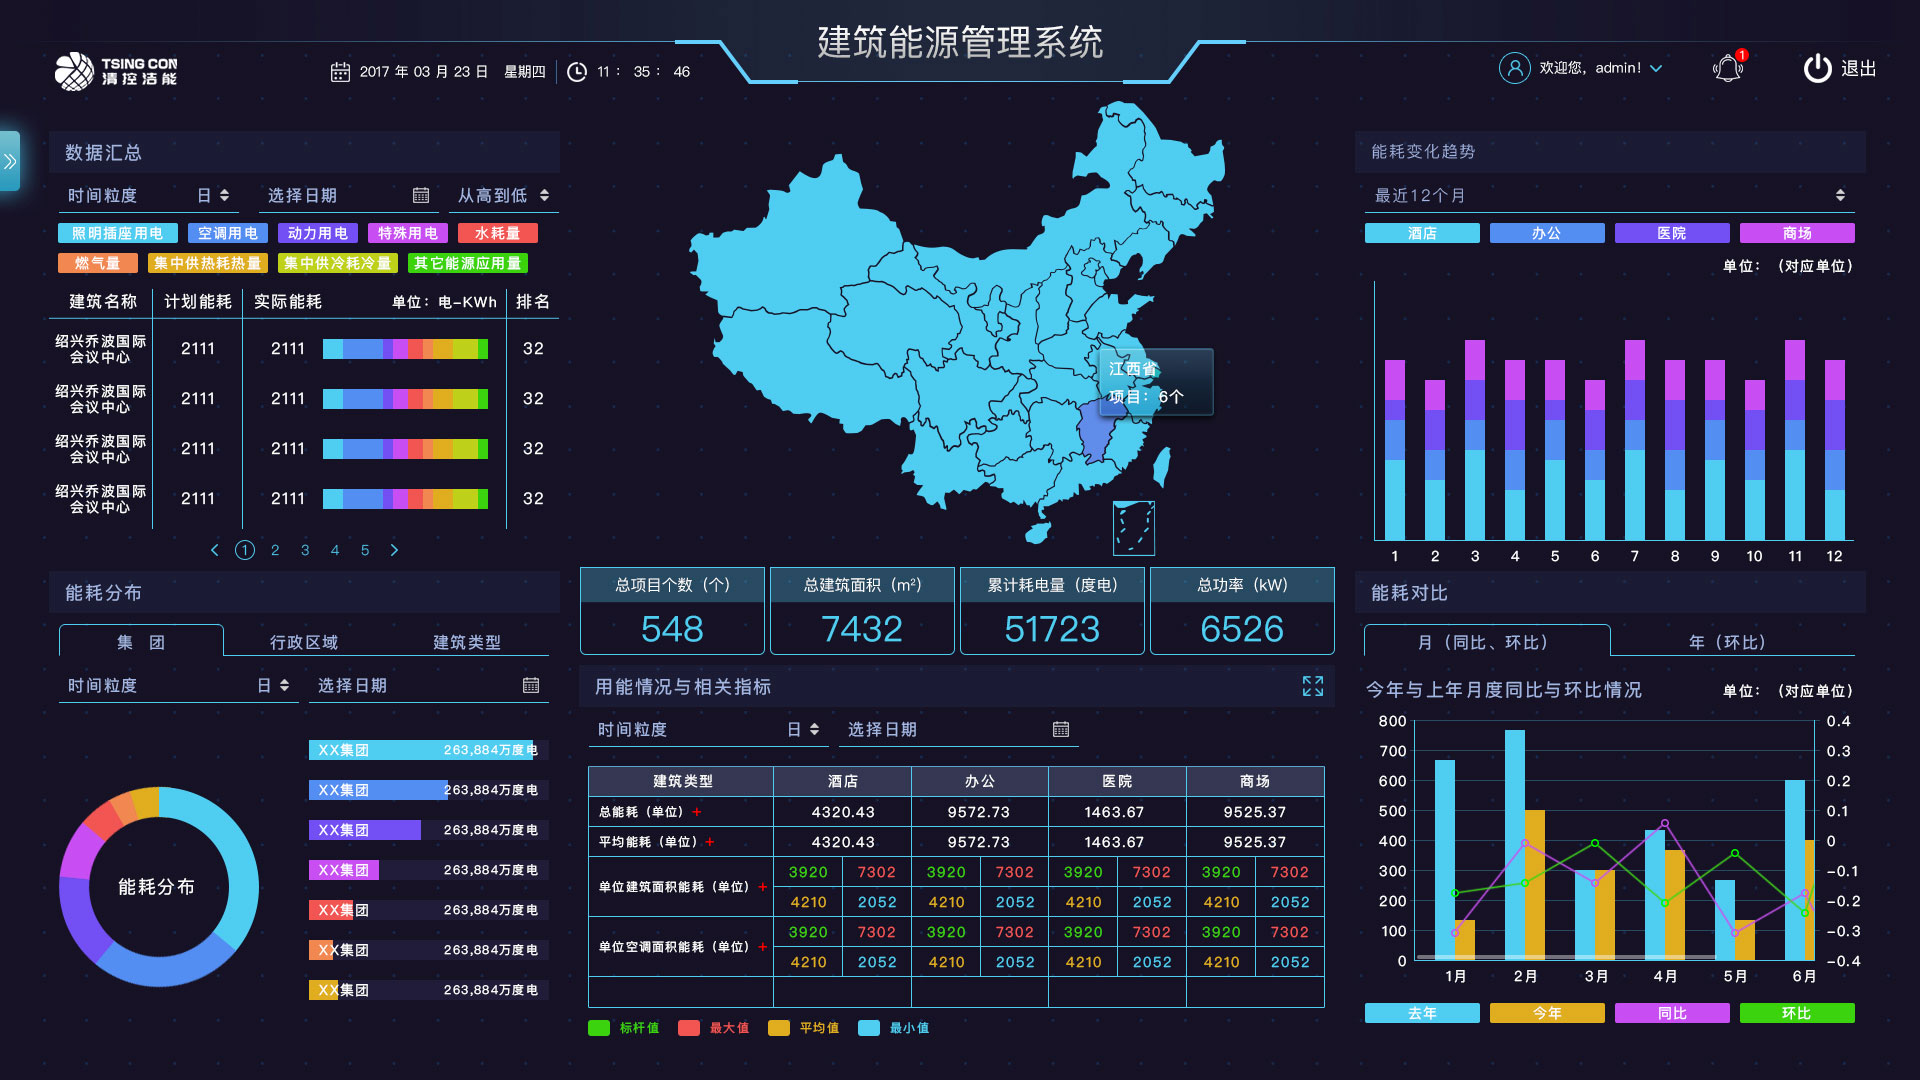 建筑能源管理系统
TSING CON
清控洁能
2017 年 03 月 23 日 星期四 11 : 35 : 46
欢迎您，admin!
1
退出
数据汇总
时间粒度 日 选择日期 从高到低
照明插座用电 空调用电 动力用电 特殊用电 水耗量
燃气量 集中供热耗热量 集中供冷耗冷量 其它能源应用量
建筑名称 计划能耗 实际能耗 单位：电-KWh 排名
绍兴乔波国际
会议中心 2111 2111 32
绍兴乔波国际
会议中心 2111 2111 32
绍兴乔波国际
会议中心 2111 2111 32
绍兴乔波国际
会议中心 2111 2111 32
1 2 3 4 5
能耗分布
集 团 行政区域 建筑类型
时间粒度 日 选择日期
能耗分布
XX集团 263,884万度电
XX集团 263,884万度电
XX集团 263,884万度电
XX集团 263,884万度电
XX集团 263,884万度电
XX集团 263,884万度电
XX集团 263,884万度电
江西省
项目：6个
总项目个数（个） 总建筑面积（m²） 累计耗电量（度电） 总功率（kW）
548 7432 51723 6526
用能情况与相关指标
时间粒度 日 选择日期
建筑类型 酒店 办公 医院 商场
总能耗（单位）+ 4320.43 9572.73 1463.67 9525.37
平均能耗（单位）+ 4320.43 9572.73 1463.67 9525.37
单位建筑面积能耗（单位）+
3920 7302 3920 7302 3920 7302 3920 7302
4210 2052 4210 2052 4210 2052 4210 2052
单位空调面积能耗（单位）+
3920 7302 3920 7302 3920 7302 3920 7302
4210 2052 4210 2052 4210 2052 4210 2052
标杆值 最大值 平均值 最小值
能耗变化趋势
最近12个月
酒店 办公 医院 商场
单位：（对应单位）
1 2 3 4 5 6 7 8 9 10 11 12
能耗对比
月（同比、环比） 年（环比）
今年与上年月度同比与环比情况 单位：（对应单位）
800 0.4
700 0.3
600 0.2
500 0.1
400 0
300 -0.1
200 -0.2
100 -0.3
0 -0.4
1月 2月 3月 4月 5月 6月
去年 今年 同比 环比